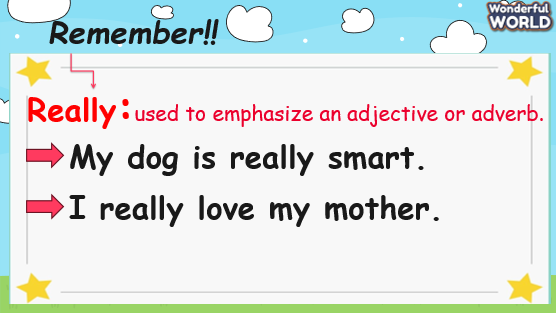 Wonderful
WORLD
Remember!!
Really: used to emphasize an adjective or adverb.
My dog is really smart.
I really love my mother.